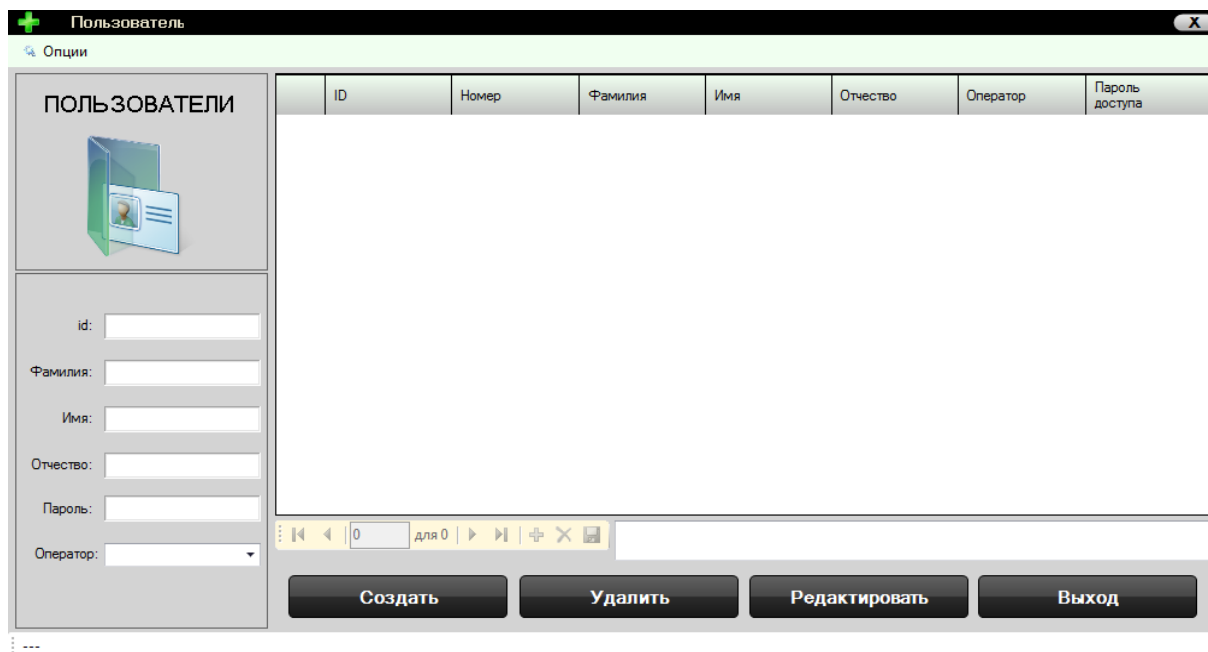 Пользователь X
Опции
ПОЛЬЗОВАТЕЛИ
ID Номер Фамилия Имя Отчество Оператор Пароль доступа
id:
Фамилия:
Имя:
Отчество:
Пароль:
Оператор:
0 для 0
Создать Удалить Редактировать Выход
---